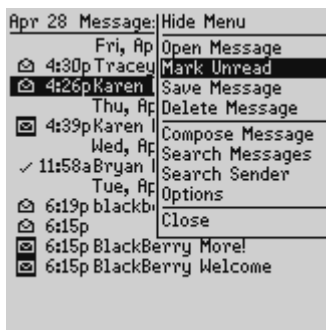 Apr 28 Message
Hide Menu
Fri, Ap
Open Message
4:30p Tracey
Mark Unread
4:26p Karen
Save Message
Thu, Ap
Delete Message
4:39p Karen
Compose Message
Wed, Ap
Search Messages
11:58a Bryan
Search Sender
Tue, Ap
Options
6:19p blackb
6:15p
Close
6:15p BlackBerry More!
6:15p BlackBerry Welcome